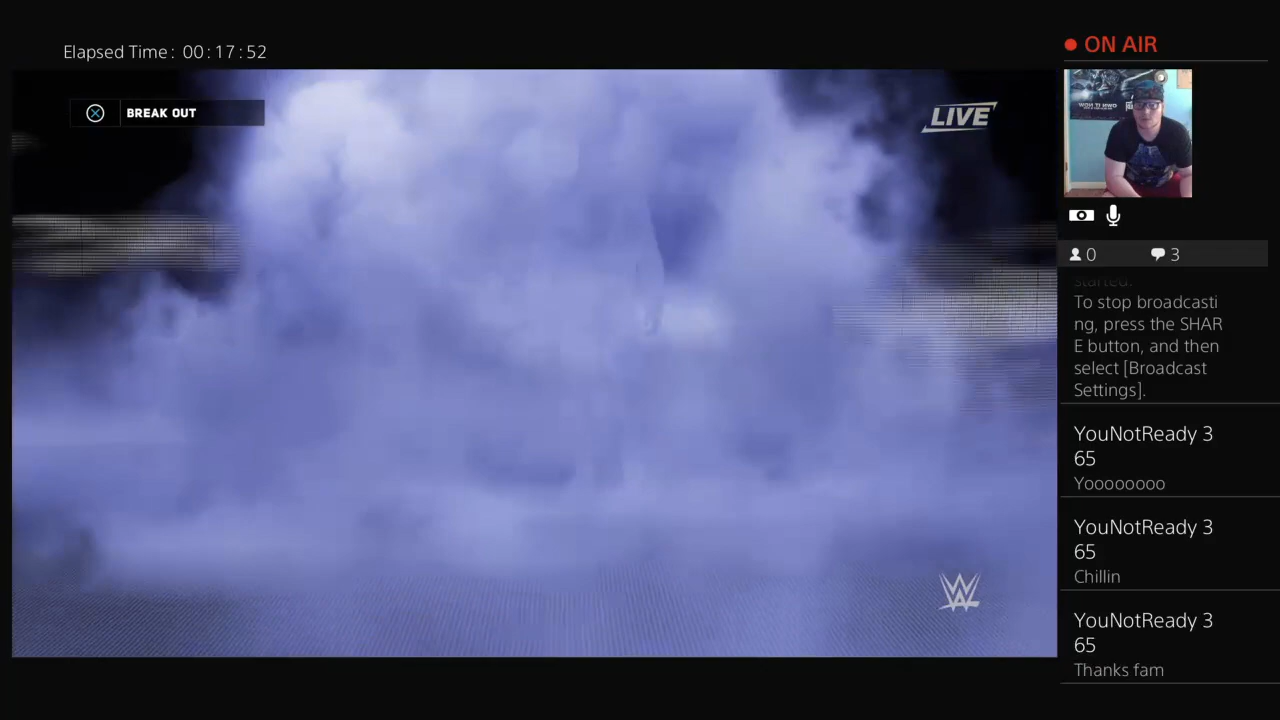 Elapsed Time: 00:17:52
ON AIR
BREAK OUT
LIVE
0
3
started.
To stop broadcasti
ng, press the SHAR
E button, and then
select [Broadcast
Settings].
YouNotReady 3
65
Yoooooooo
YouNotReady 3
65
Chillin
YouNotReady 3
65
Thanks fam
W